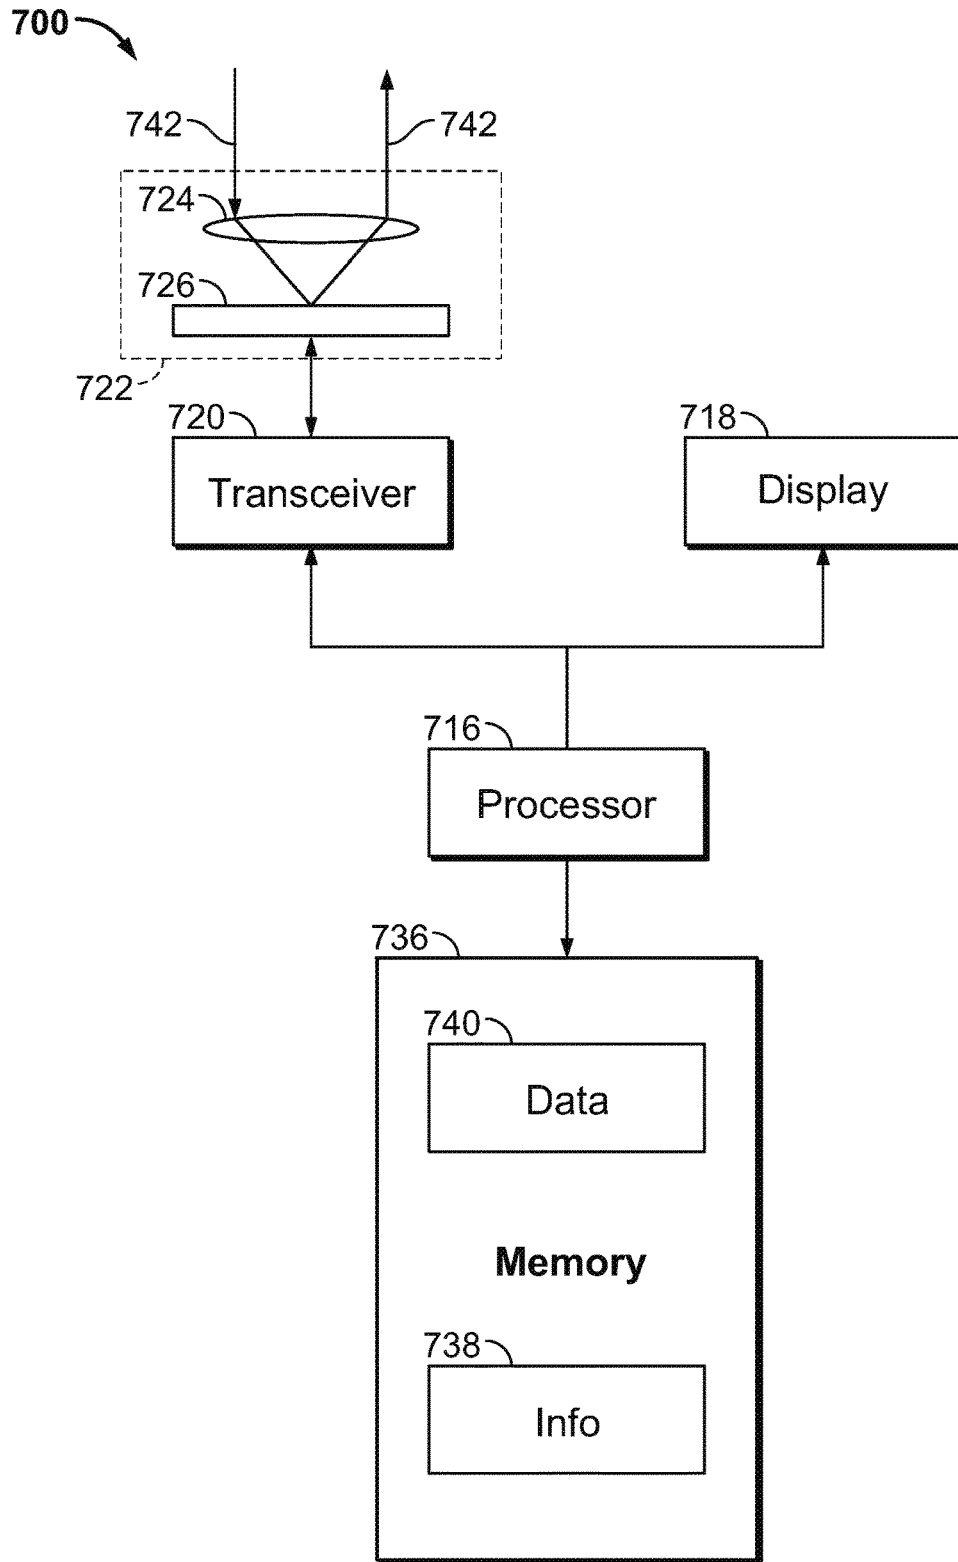 700
742
742
724
726
722
720
718
Transceiver
Display
716
Processor
736
740
Data
Memory
738
Info